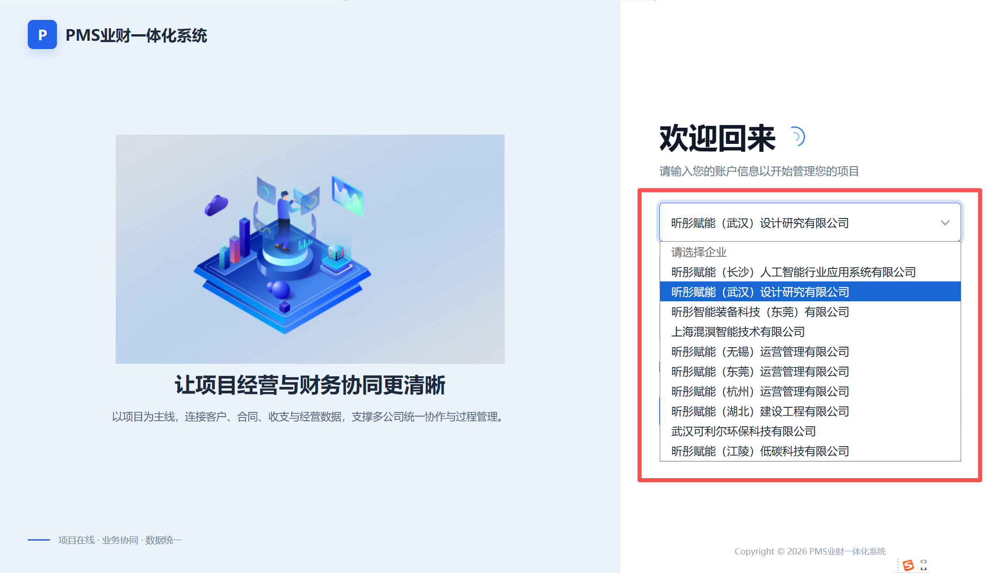 P
PMS业财一体化系统
让项目经营与财务协同更清晰
以项目为主线，连接客户、合同、收支与经营数据，支撑多公司统一协作与过程管理。
项目在线 · 业务协同 · 数据统一
欢迎回来
请输入您的账户信息以开始管理您的项目
昕彤赋能（武汉）设计研究有限公司
请选择企业
昕彤赋能（长沙）人工智能行业应用系统有限公司
昕彤赋能（武汉）设计研究有限公司
昕彤智能装备科技（东莞）有限公司
上海混溟智能技术有限公司
昕彤赋能（无锡）运营管理有限公司
昕彤赋能（东莞）运营管理有限公司
昕彤赋能（杭州）运营管理有限公司
昕彤赋能（湖北）建设工程有限公司
武汉可利尔环保科技有限公司
昕彤赋能（江陵）低碳科技有限公司
Copyright © 2026 PMS业财一体化系统
S